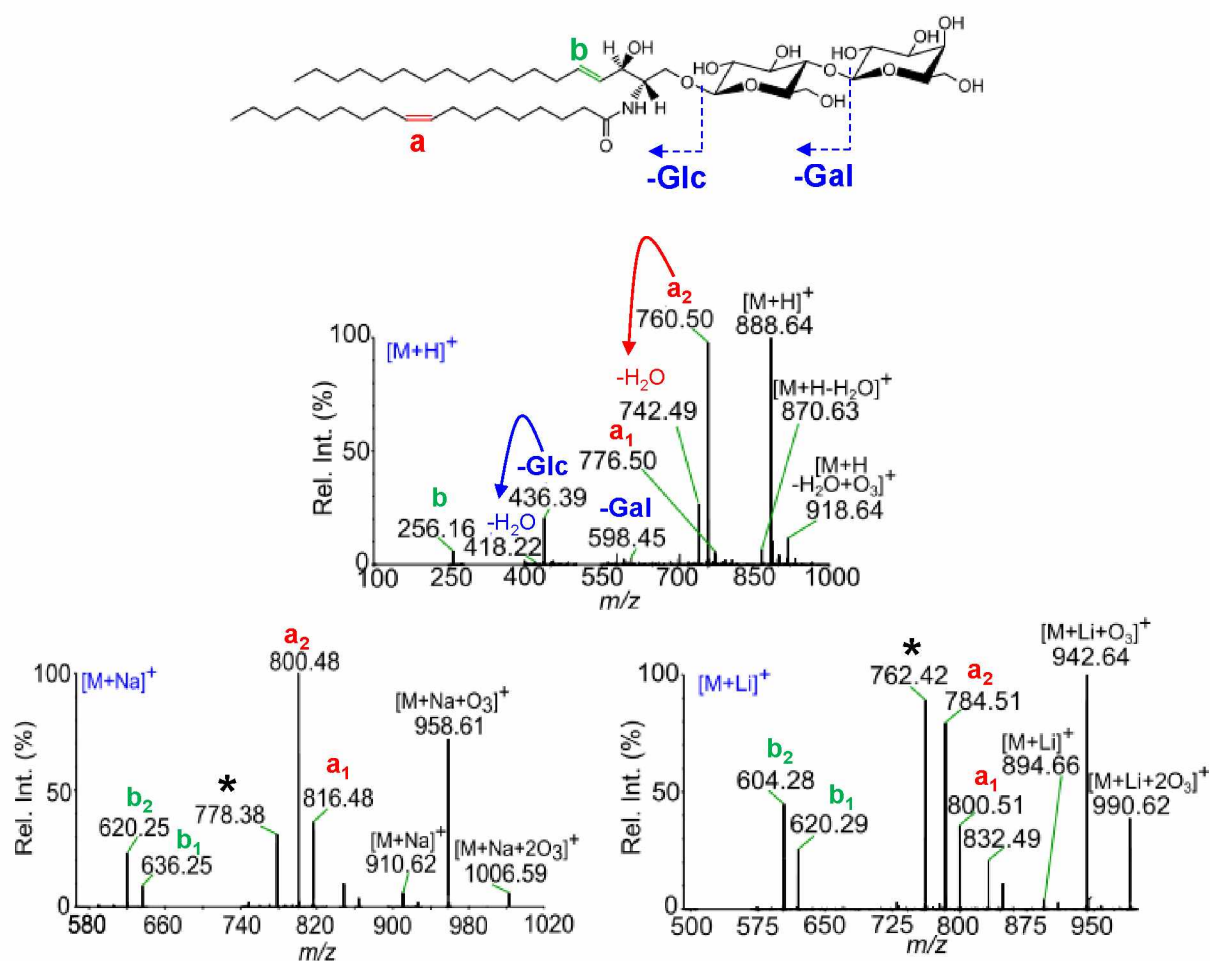 b
H
OH
OH
HO
O
O
OH
HO
O
O
OH
OH
OH
OH
NH
H
O
a
-Glc
-Gal
a2
760.50
[M+H]+
888.64
[M+H]+
-H2O
742.49
[M+H-H2O]+
870.63
a1
776.50
-Glc
436.39
-Gal
598.45
[M+H
-H2O+O3]+
918.64
b
256.16
-H2O
418.22
Rel. Int. (%)
100
50
0
100 250 400 550 700 850 1000
m/z
[M+Na]+
a2
800.48
[M+Na+O3]+
958.61
*
778.38
a1
816.48
b2
620.25
b1
636.25
[M+Na]+
910.62
[M+Na+2O3]+
1006.59
Rel. Int. (%)
100
50
0
580 660 740 820 900 980 1020
m/z
[M+Li]+
*
762.42
[M+Li+O3]+
942.64
a2
784.51
b2
604.28
b1
620.29
[M+Li]+
894.66
a1
800.51
832.49
[M+Li+2O3]+
990.62
Rel. Int. (%)
100
50
0
500 650 725 800 875 950
m/z